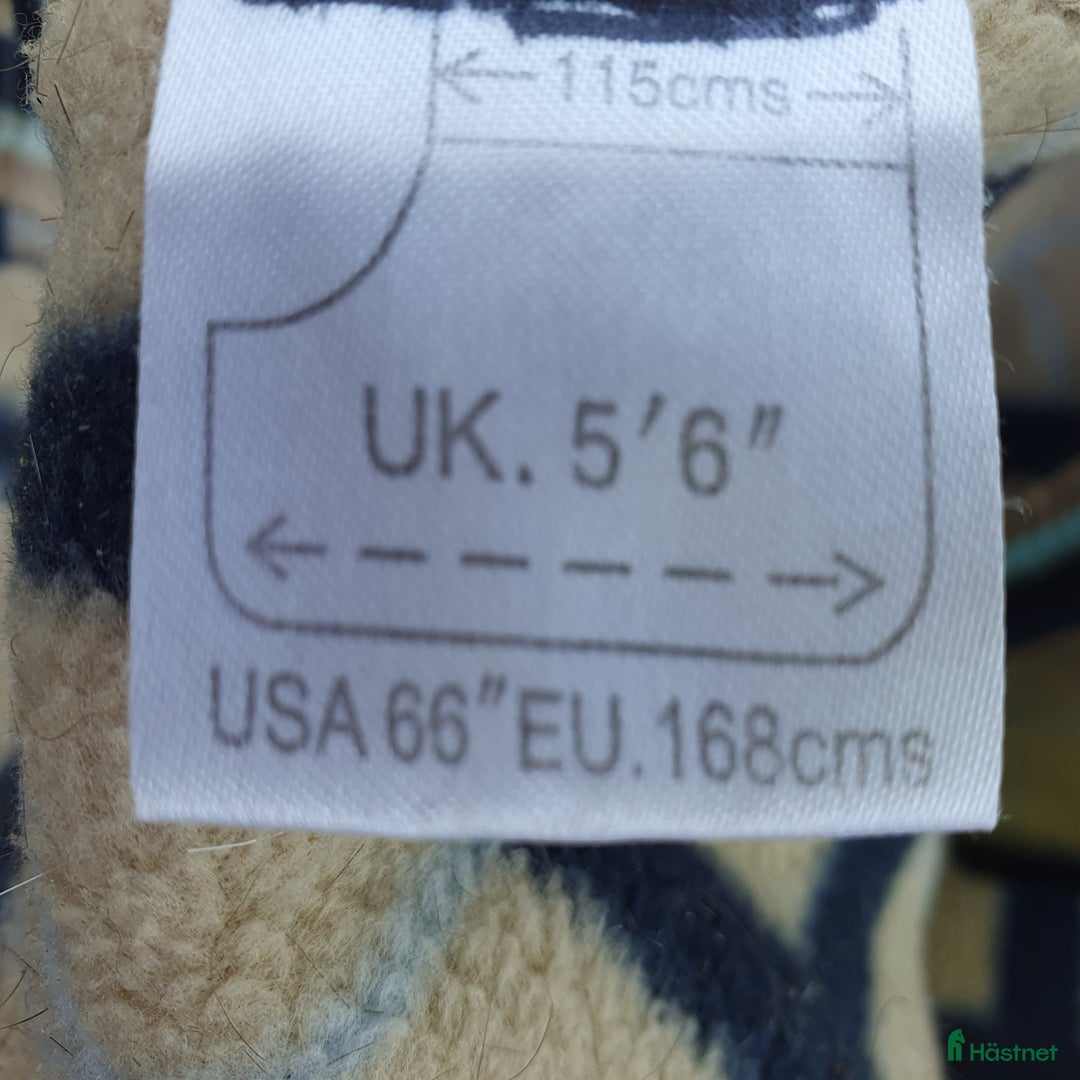 115cms
UK. 5'6"
USA 66" EU. 168cms
Hästnet